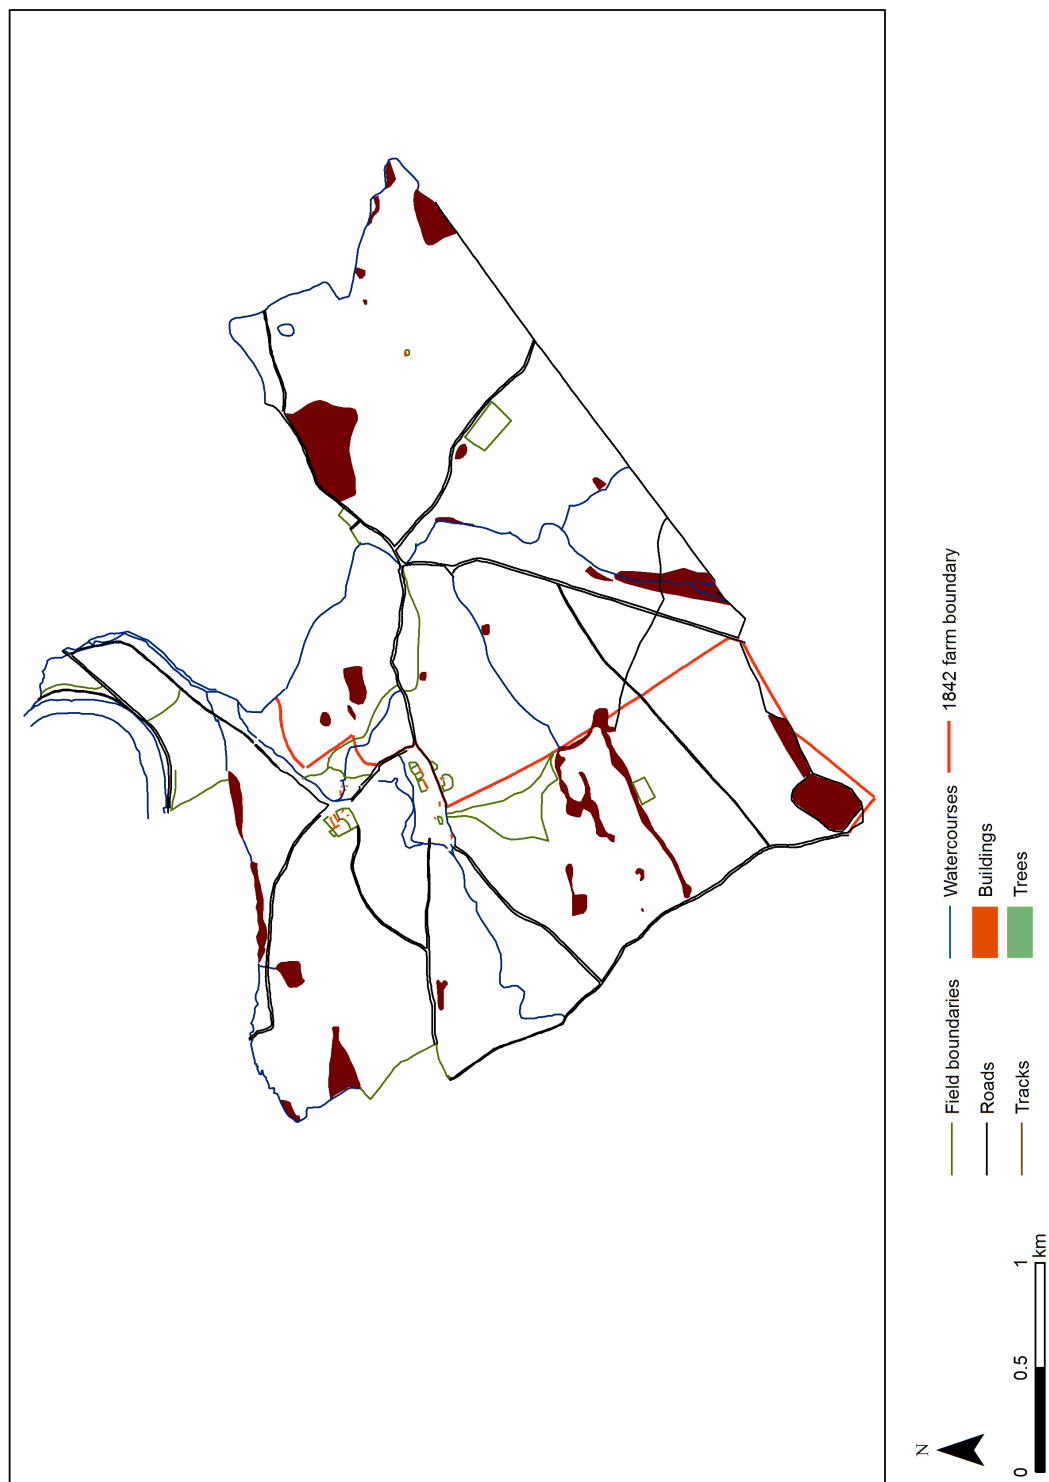 N
0
0.5
1
km
Field boundaries
Roads
Tracks
Watercourses
Buildings
Trees
1842 farm boundary